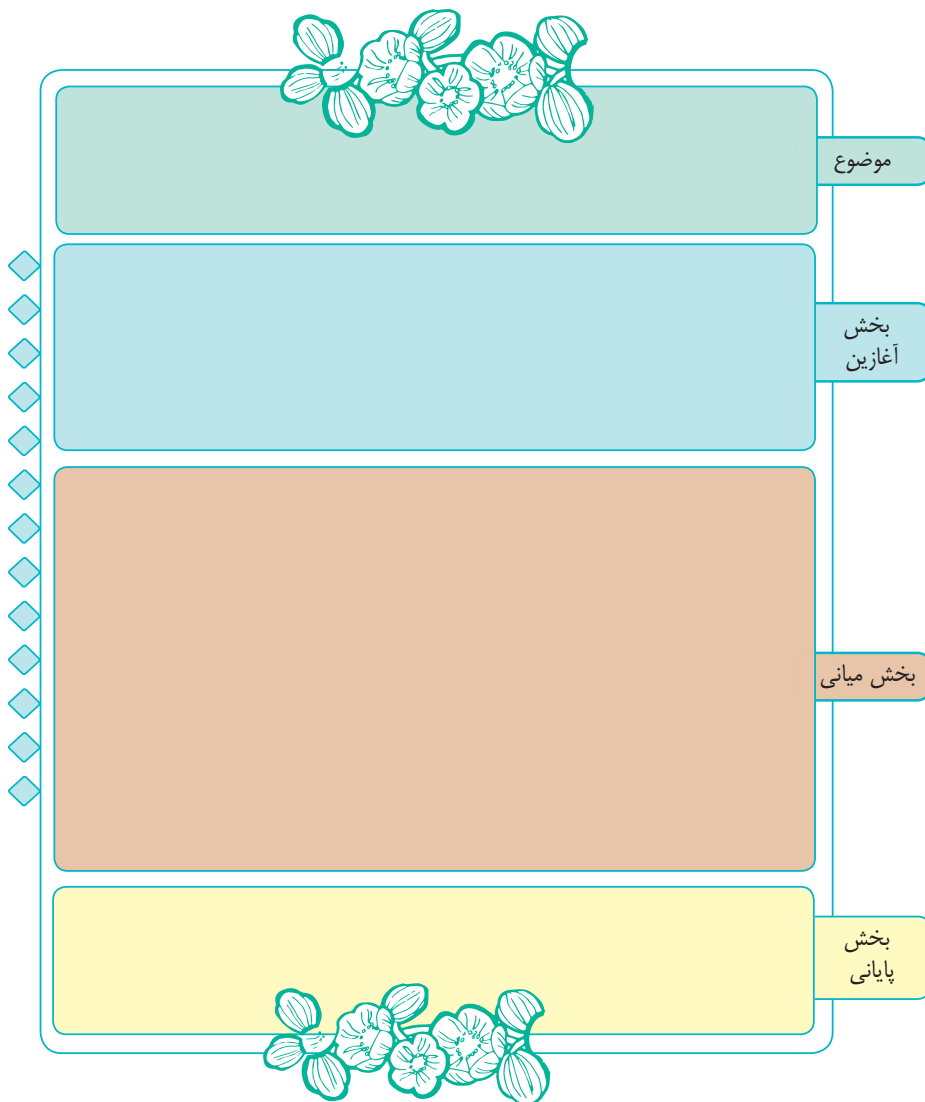 موضوع
بخش
آغازین
بخش میانی
بخش
پایانی